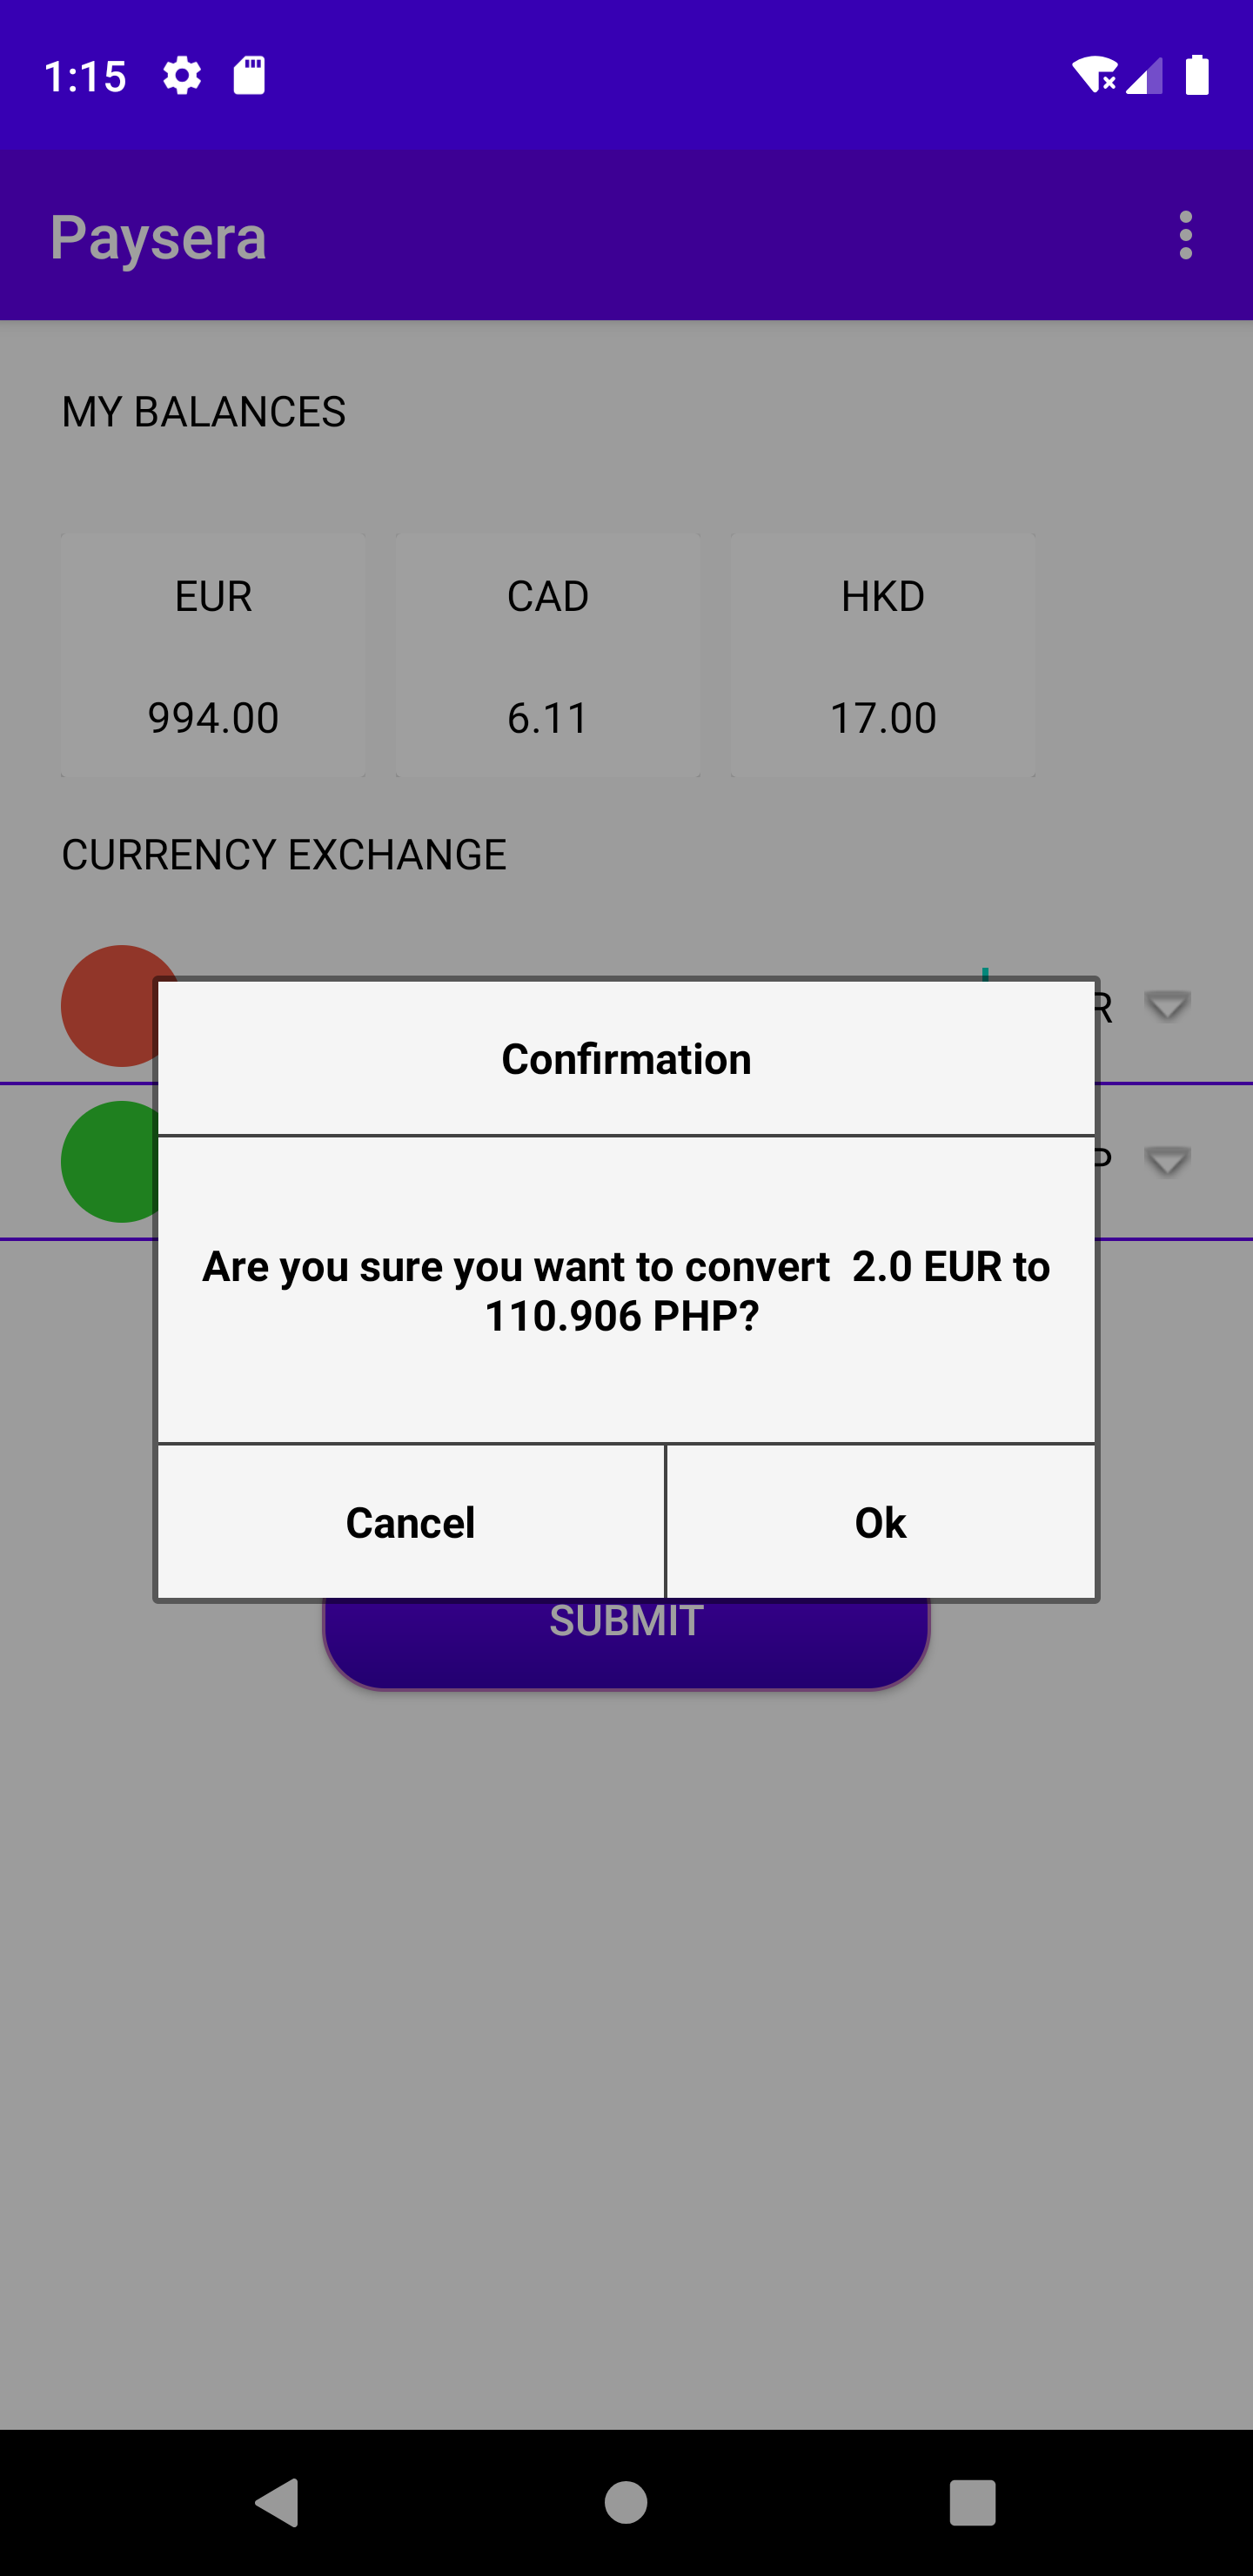 1:15
Paysera
MY BALANCES
EUR CAD HKD
994.00 6.11 17.00
CURRENCY EXCHANGE
R
Confirmation
P
Are you sure you want to convert  2.0 EUR to
110.906 PHP?
Cancel Ok
SUBMIT